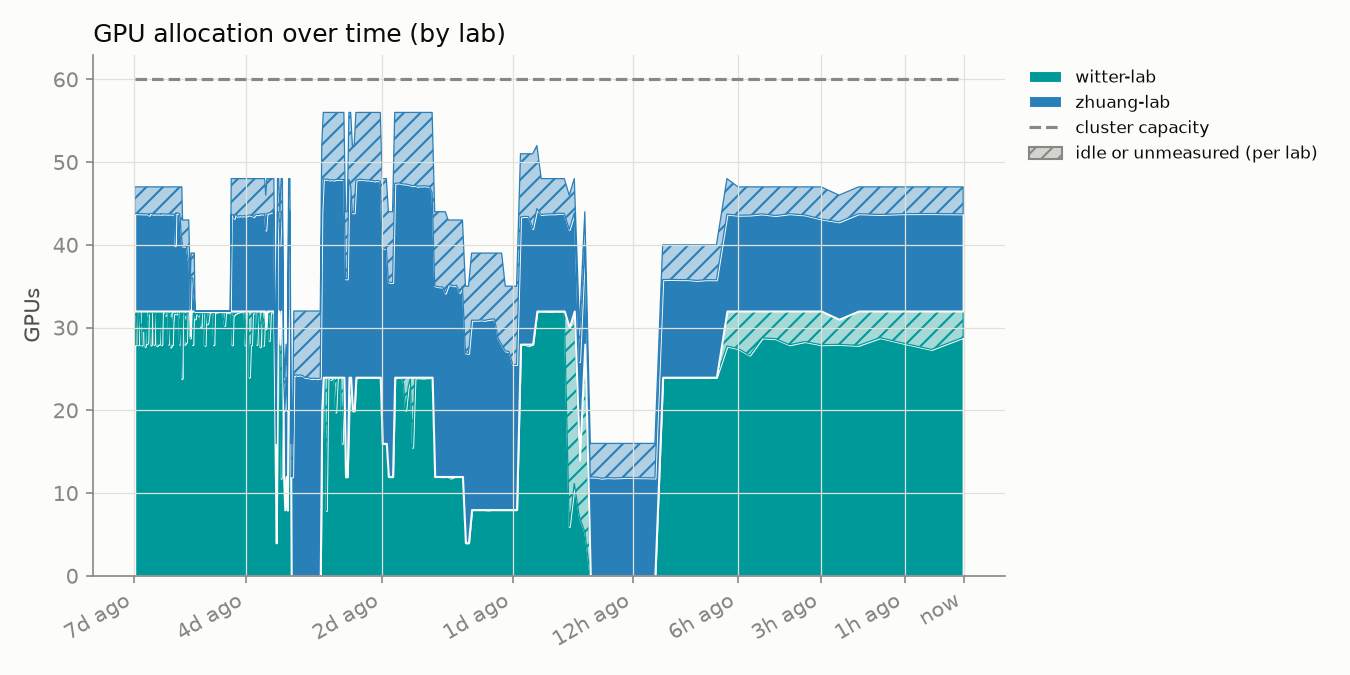 GPU allocation over time (by lab)
witter-lab
zhuang-lab
cluster capacity
idle or unmeasured (per lab)
GPUs
60
50
40
30
20
10
0
7d ago
4d ago
2d ago
1d ago
12h ago
6h ago
3h ago
1h ago
now